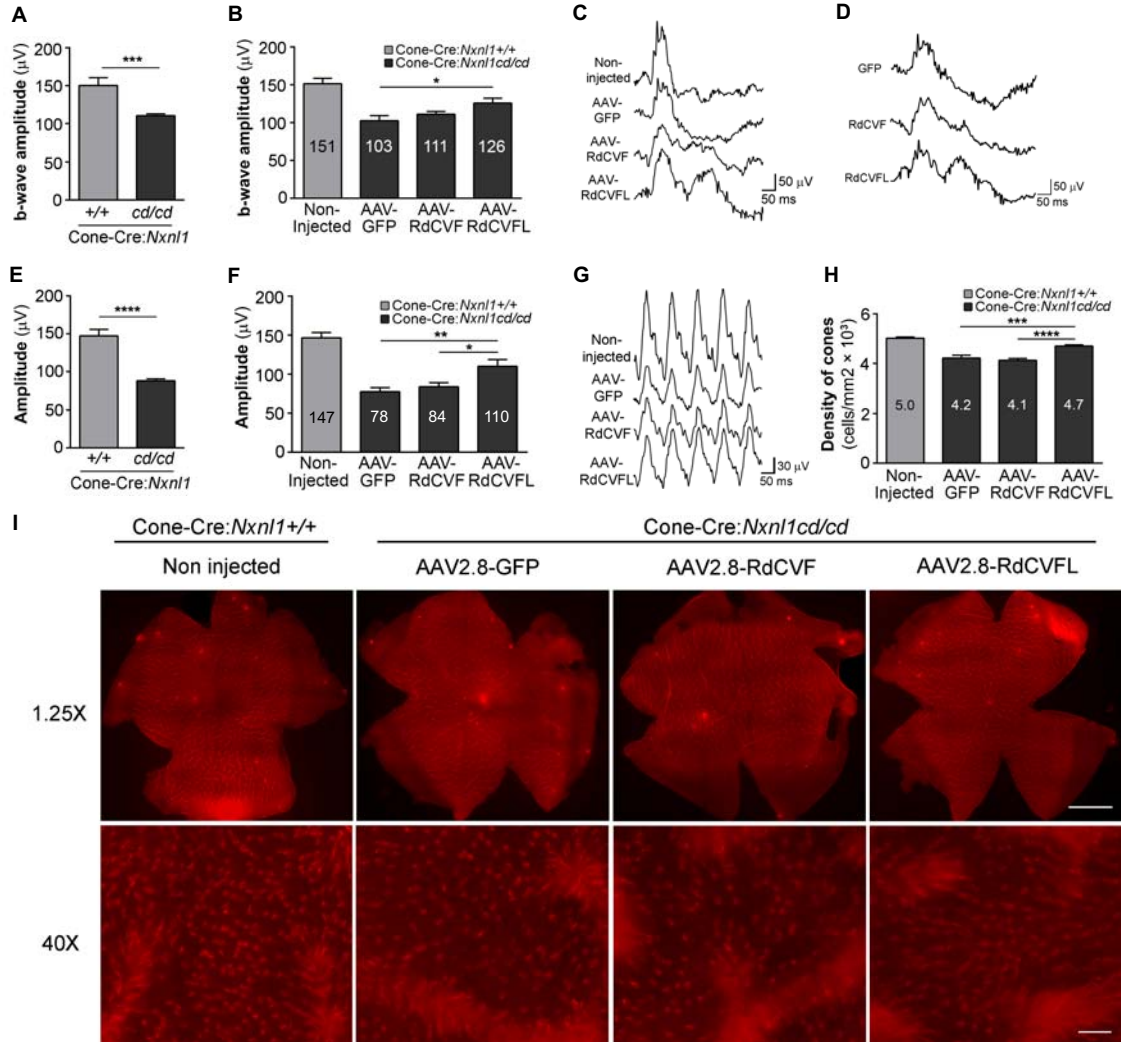 A
b-wave amplitude (µV)
200
150
100
50
0
***
+/+
cd/cd
Cone-Cre:Nxnl1
B
b-wave amplitude (µV)
200
150
100
50
0
Cone-Cre:Nxnl1+/+
Cone-Cre:Nxnl1cd/cd
*
151
103
111
126
Non-
Injected
AAV-
GFP
AAV-
RdCVF
AAV-
RdCVFL
C
Non-
injected
AAV-
GFP
AAV-
RdCVF
AAV-
RdCVFL
50 µV
50 ms
D
GFP
RdCVF
RdCVFL
50 µV
50 ms
E
Amplitude (µV)
200
150
100
50
0
****
+/+
cd/cd
Cone-Cre:Nxnl1
F
Amplitude (µV)
200
150
100
50
0
Cone-Cre:Nxnl1+/+
Cone-Cre:Nxnl1cd/cd
**
*
147
78
84
110
Non-
Injected
AAV-
GFP
AAV-
RdCVF
AAV-
RdCVFL
G
Non-
injected
AAV-
GFP
AAV-
RdCVF
AAV-
RdCVFL
30 µV
50 ms
H
Density of cones
(cells/mm2 × 10³)
6
4
2
0
Cone-Cre:Nxnl1+/+
Cone-Cre:Nxnl1cd/cd
***
****
5.0
4.2
4.1
4.7
Non-
Injected
AAV-
GFP
AAV-
RdCVF
AAV-
RdCVFL
I
Cone-Cre:Nxnl1+/+
Cone-Cre:Nxnl1cd/cd
Non injected
AAV2.8-GFP
AAV2.8-RdCVF
AAV2.8-RdCVFL
1.25X
40X